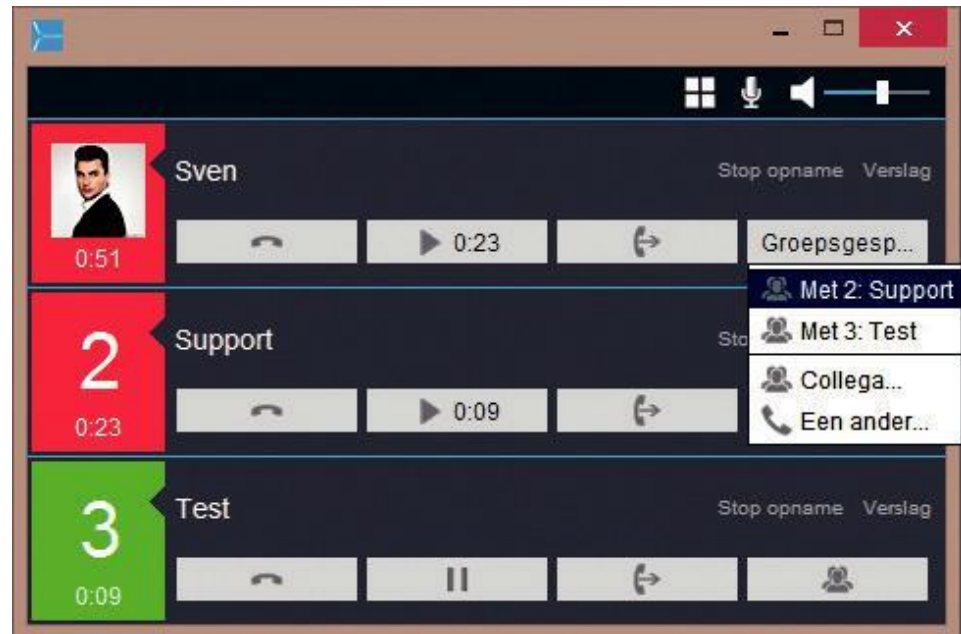 Sven
Stop opname Verslag
0:51
0:23
Groepsgesp...
Met 2: Support
Met 3: Test
Collega...
Een ander...
2
Support
Sto
0:23
0:09
3
Test
Stop opname Verslag
0:09